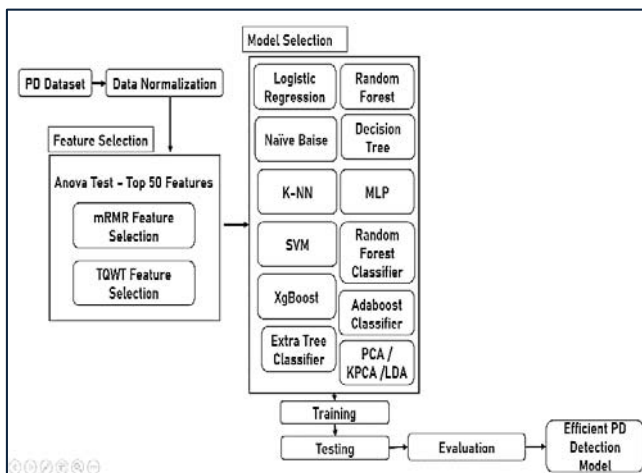 Model Selection
PD Dataset
Data Normalization
Feature Selection
Anova Test – Top 50 Features
mRMR Feature
Selection
TQWT Feature
Selection
Logistic
Regression
Random
Forest
Naïve Baise
Decision
Tree
K-NN
MLP
SVM
Random
Forest
Classifier
XgBoost
Adaboost
Classifier
Extra Tree
Classifier
PCA /
KPCA /LDA
Training
Testing
Evaluation
Efficient PD
Detection
Model